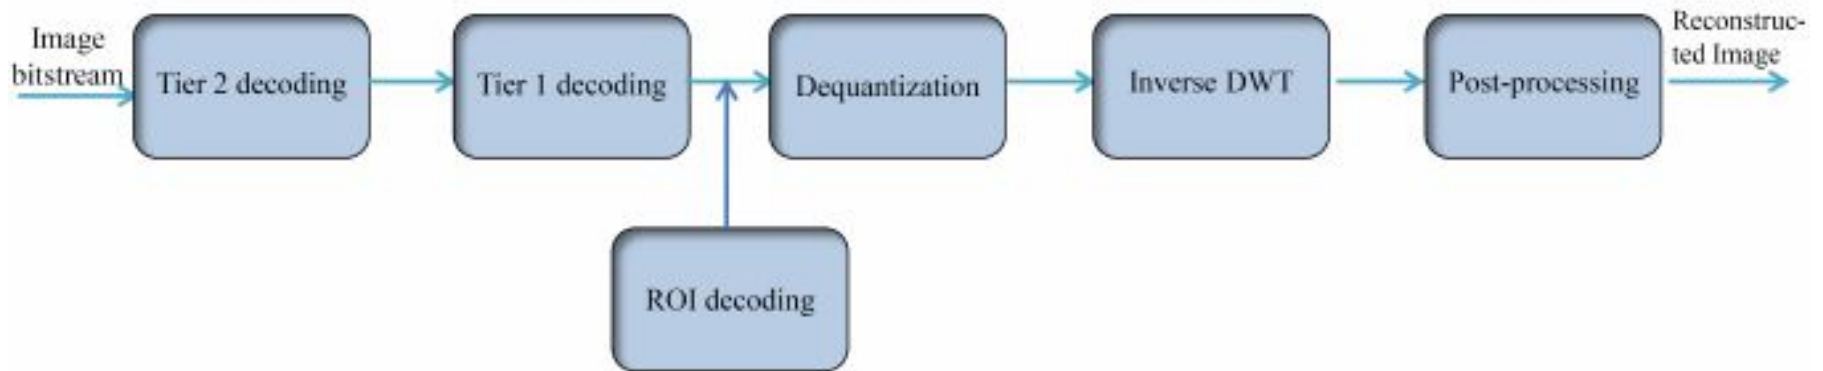 Image
bitstream
Tier 2 decoding
Tier 1 decoding
Dequantization
Inverse DWT
Post-processing
Reconstruc-
ted Image
ROI decoding